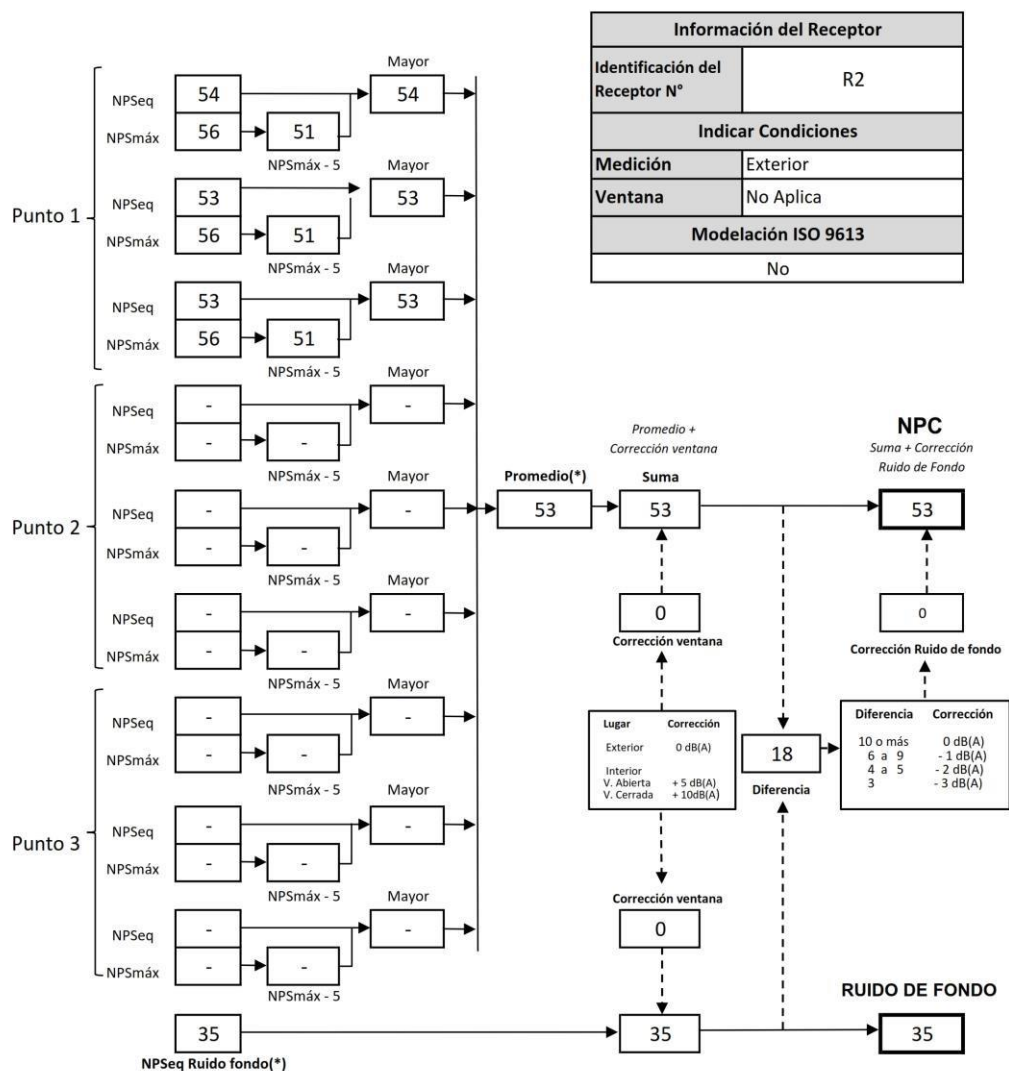 Información del Receptor
Identificación del Receptor N° R2
Indicar Condiciones
Medición Exterior
Ventana No Aplica
Modelación ISO 9613
No
Punto 1
Mayor
NPSeq 54 54
NPSmáx 56 51
NPSmáx - 5
Mayor
NPSeq 53 53
NPSmáx 56 51
NPSmáx - 5
Mayor
NPSeq 53 53
NPSmáx 56 51
NPSmáx - 5
Punto 2
Mayor
NPSeq - -
NPSmáx - -
NPSmáx - 5
Mayor
NPSeq - -
NPSmáx - -
NPSmáx - 5
Mayor
NPSeq - -
NPSmáx - -
NPSmáx - 5
Punto 3
Mayor
NPSeq - -
NPSmáx - -
NPSmáx - 5
Mayor
NPSeq - -
NPSmáx - -
NPSmáx - 5
Mayor
NPSeq - -
NPSmáx - -
NPSmáx - 5
35
NPSeq Ruido fondo(*)
Promedio(*)
53
Promedio +
Corrección ventana
Suma
53
0
Corrección ventana
Lugar Corrección
Exterior 0 dB(A)
Interior
V. Abierta + 5 dB(A)
V. Cerrada + 10dB(A)
Corrección ventana
0
35
18
Diferencia
NPC
Suma + Corrección
Ruido de Fondo
53
0
Corrección Ruido de fondo
Diferencia Corrección
10 o más 0 dB(A)
6 a 9 - 1 dB(A)
4 a 5 - 2 dB(A)
3 - 3 dB(A)
RUIDO DE FONDO
35